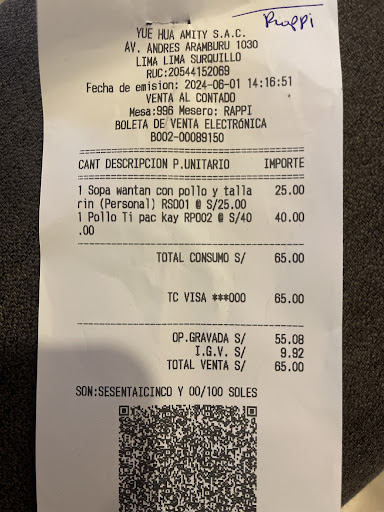 Rappi
YUE HUA AMITY S.A.C.
AV. ANDRES ARAMBURU 1030
LIMA LIMA SURQUILLO
RUC:20544152069
Fecha de emision: 2024-06-01 14:16:51
VENTA AL CONTADO
Mesa:996 Mesero: RAPPI
BOLETA DE VENTA ELECTRÓNICA
B002-00089150
CANT DESCRIPCION P.UNITARIO IMPORTE
1 Sopa wantan con pollo y talla 25.00
rin (Personal) RS001 @ S/25.00
1 Pollo Ti pac kay RP002 @ S/40 40.00
.00
TOTAL CONSUMO S/ 65.00
TC VISA ***000 65.00
OP.GRAVADA S/ 55.08
I.G.V. S/ 9.92
TOTAL VENTA S/ 65.00
SON:SESENTAICINCO Y 00/100 SOLES